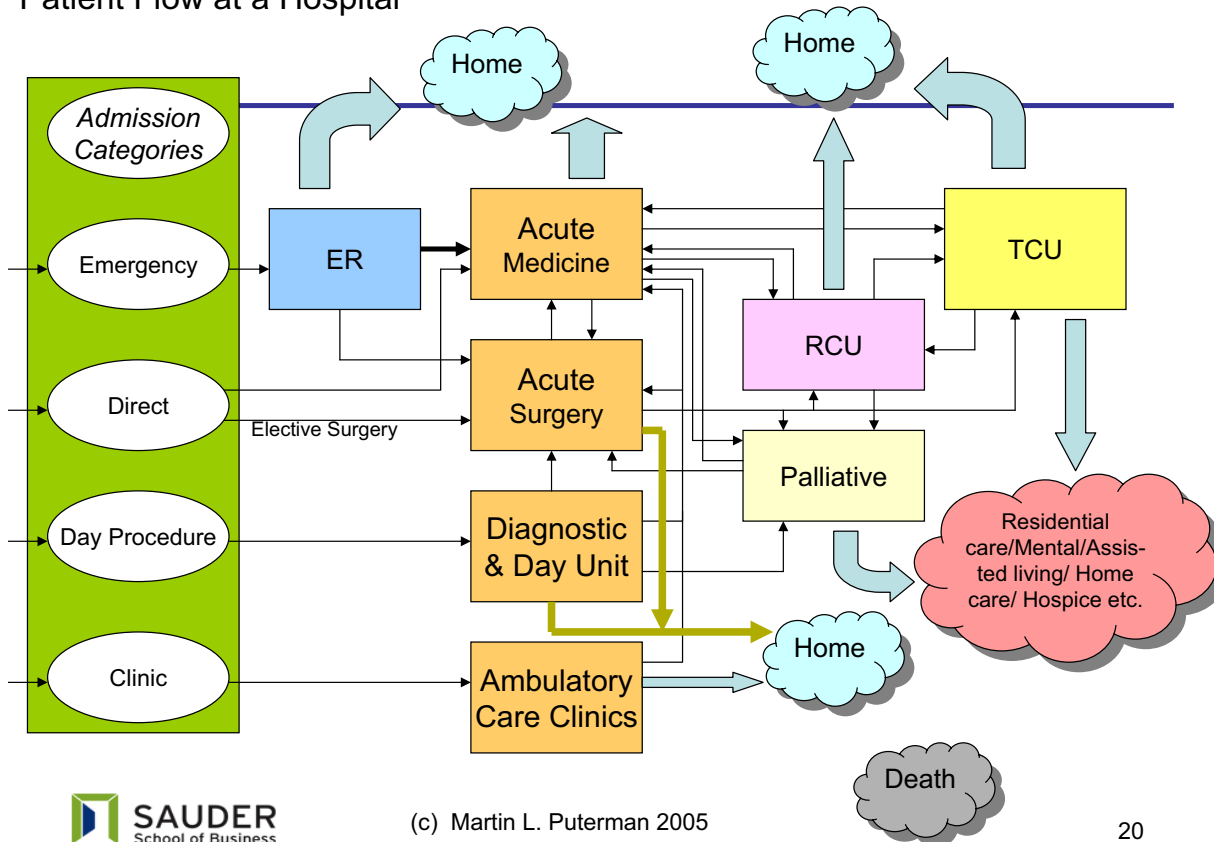 Patient Flow at a Hospital
Home
Home
Admission
Categories
Emergency
ER
Acute
Medicine
TCU
RCU
Direct
Elective Surgery
Acute
Surgery
Palliative
Day Procedure
Diagnostic
& Day Unit
Residential
care/Mental/Assis-
ted living/ Home
care/ Hospice etc.
Clinic
Ambulatory
Care Clinics
Home
Death
SAUDER
School of Business
(c) Martin L. Puterman 2005
20